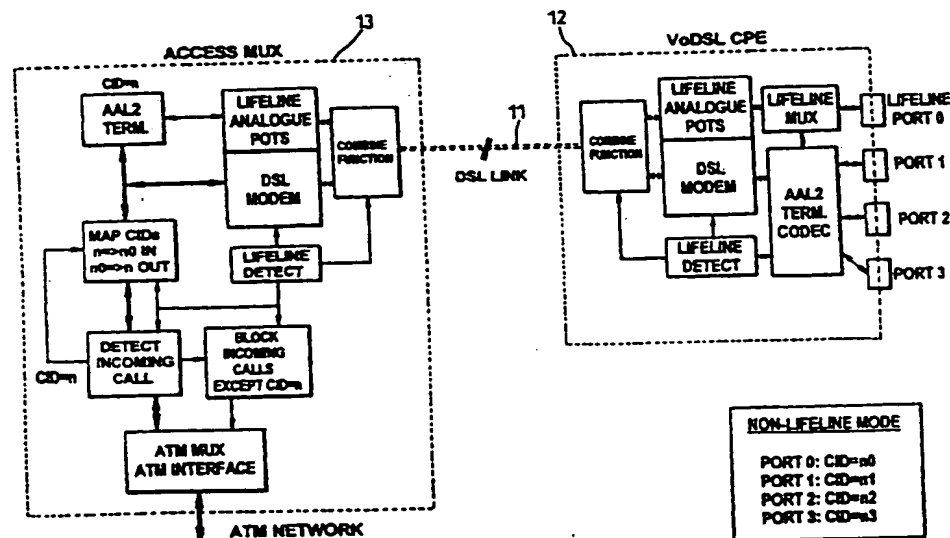 13
ACCESS MUX
CID=n
AAL2
TERM.
LIFELINE
ANALOGUE
POTS
COMBINE
FUNCTION
DSL
MODEM
MAP CIDs
n=>n0 IN
n0=>n OUT
LIFELINE
DETECT
DETECT
INCOMING
CALL
CID=n
BLOCK
INCOMING
CALLS
EXCEPT CID=n
ATM MUX
ATM INTERFACE
ATM NETWORK
11
DSL LINK
12
VoDSL CPE
COMBINE
FUNCTION
LIFELINE
ANALOGUE
POTS
LIFELINE
MUX
LIFELINE
PORT 0
DSL
MODEM
AAL2
TERM.
CODEC
PORT 1
PORT 2
PORT 3
LIFELINE
DETECT
NON-LIFELINE MODE
PORT 0: CID=n0
PORT 1: CID=n1
PORT 2: CID=n2
PORT 3: CID=n3